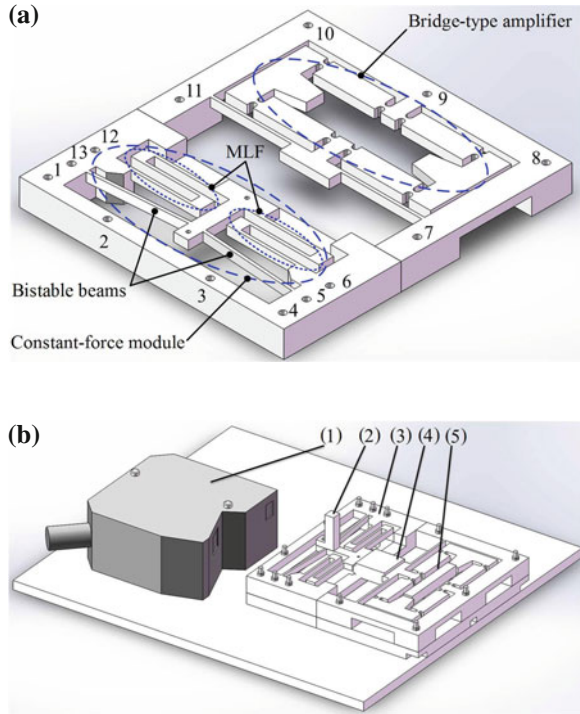 (a)
10
Bridge-type amplifier
11
9
12
MLF
13
8
1
2
7
Bistable beams
6
3
5
4
Constant-force module
(b)
(1) (2) (3) (4) (5)